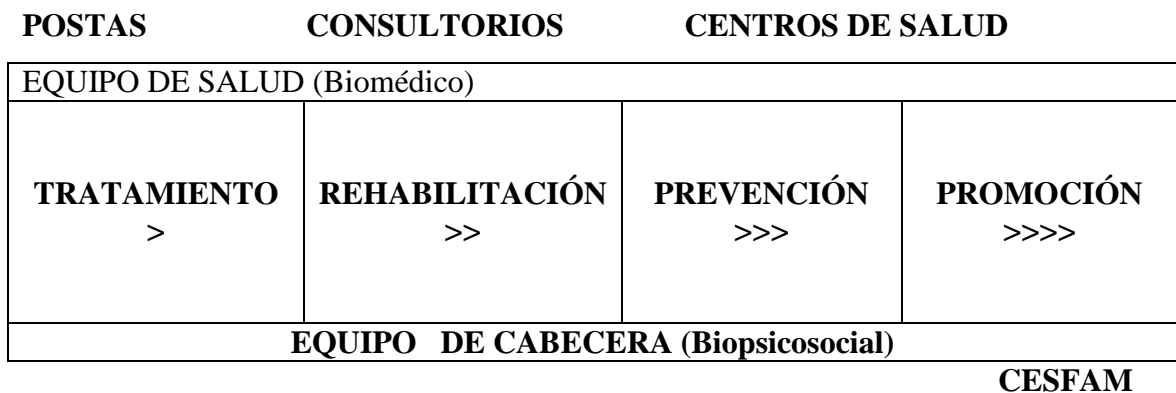 POSTAS CONSULTORIOS CENTROS DE SALUD
EQUIPO DE SALUD (Biomédico)
TRATAMIENTO REHABILITACIÓN PREVENCIÓN PROMOCIÓN
> >> >>> >>>>
EQUIPO DE CABECERA (Biopsicosocial)
CESFAM